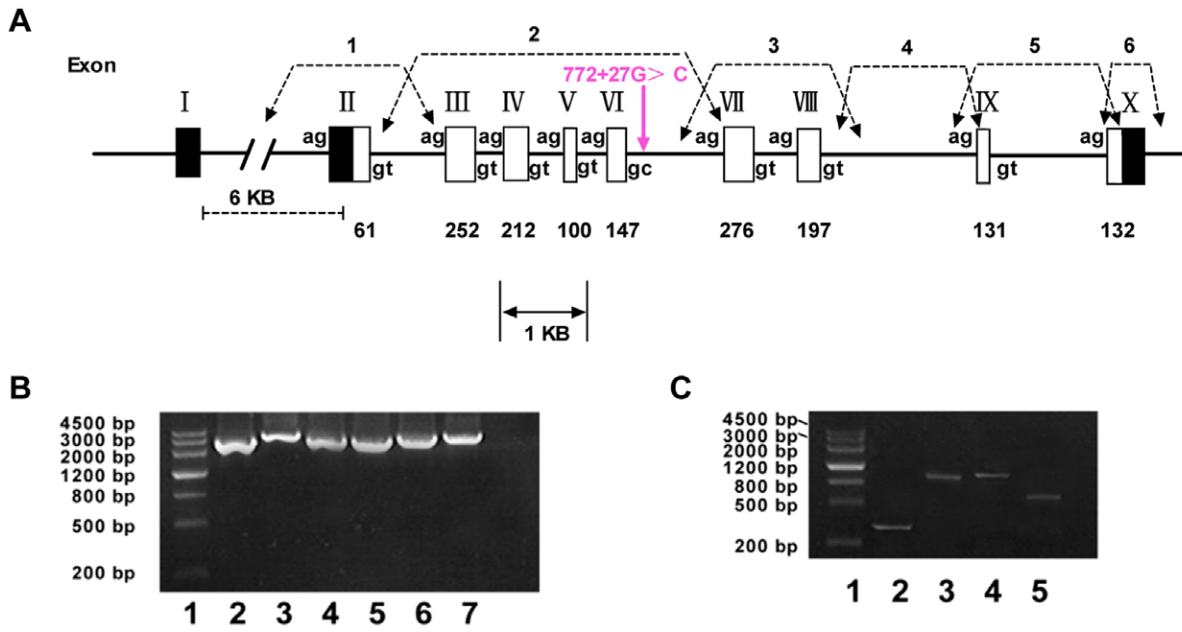 A
Exon
1 2 3 4 5 6
772+27G> C
I II III IV V VI VII VIII IX X
ag ag ag ag ag ag ag ag ag
gt gt gt gt gc gt gt gt
6 KB
61 252 212 100 147 276 197 131 132
1 KB
B
4500 bp
3000 bp
2000 bp
1200 bp
800 bp
500 bp
200 bp
1 2 3 4 5 6 7
C
4500 bp
3000 bp
1200 bp
800 bp
500 bp
200 bp
1 2 3 4 5